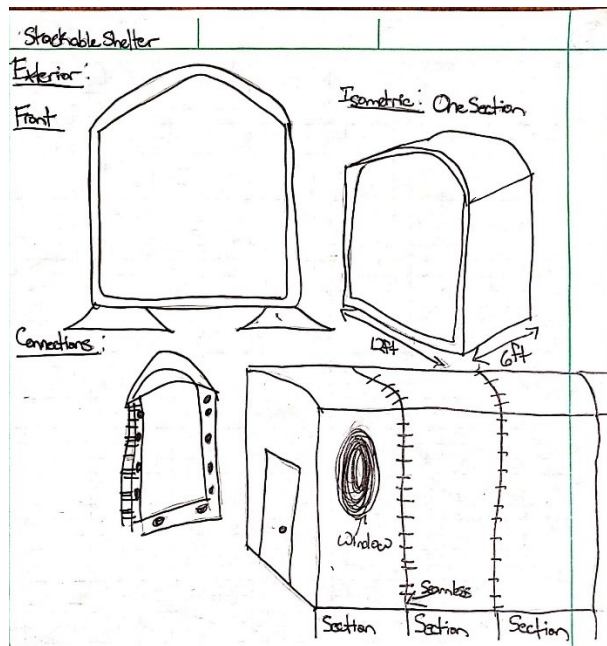 Stackable Shelter
Exterior:
Front
Isometric: One Section
12ft
6ft
Connections:
Window
Seamless
Section
Section
Section